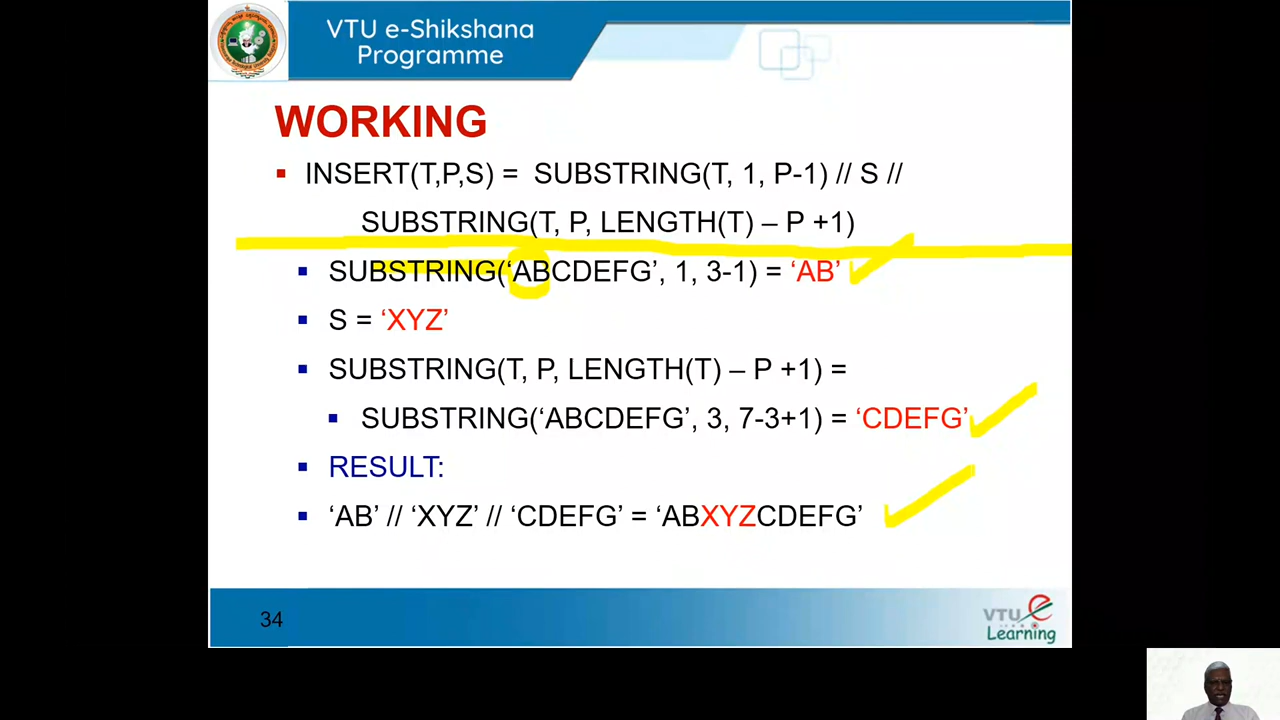 VTU e-Shikshana
Programme
WORKING
▪ INSERT(T,P,S) = SUBSTRING(T, 1, P-1) // S //
SUBSTRING(T, P, LENGTH(T) – P +1)
▪ SUBSTRING(‘ABCDEFG’, 1, 3-1) = ‘AB’
▪ S = ‘XYZ’
▪ SUBSTRING(T, P, LENGTH(T) – P +1) =
▪ SUBSTRING(‘ABCDEFG’, 3, 7-3+1) = ‘CDEFG’
▪ RESULT:
▪ ‘AB’ // ‘XYZ’ // ‘CDEFG’ = ‘ABXYZCDEFG’
34
VTU e
Learning